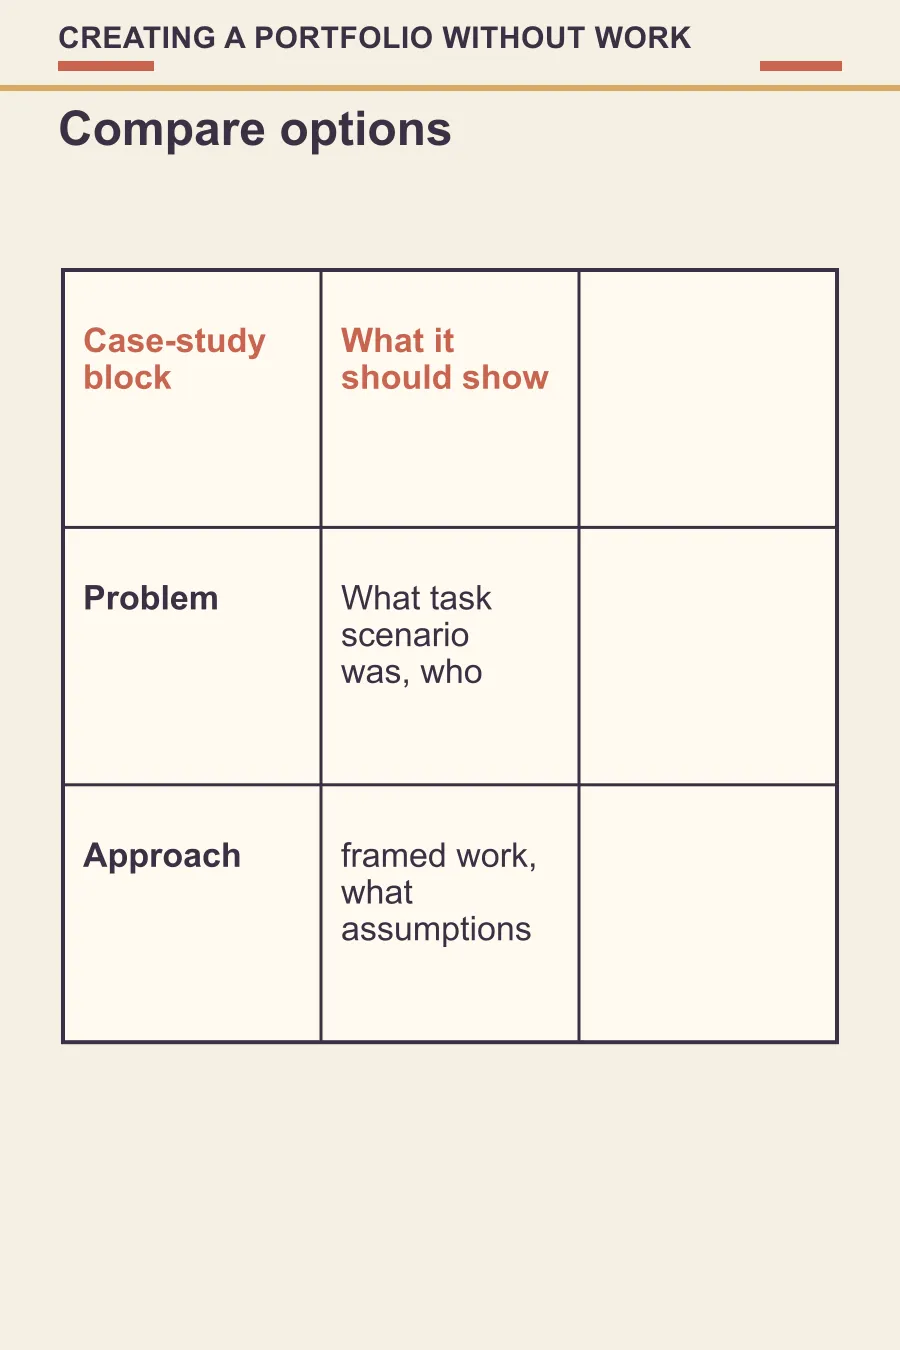 CREATING A PORTFOLIO WITHOUT WORK
Compare options
Case-study
block
What it
should show
Problem
What task
scenario
was, who
Approach
framed work,
what
assumptions